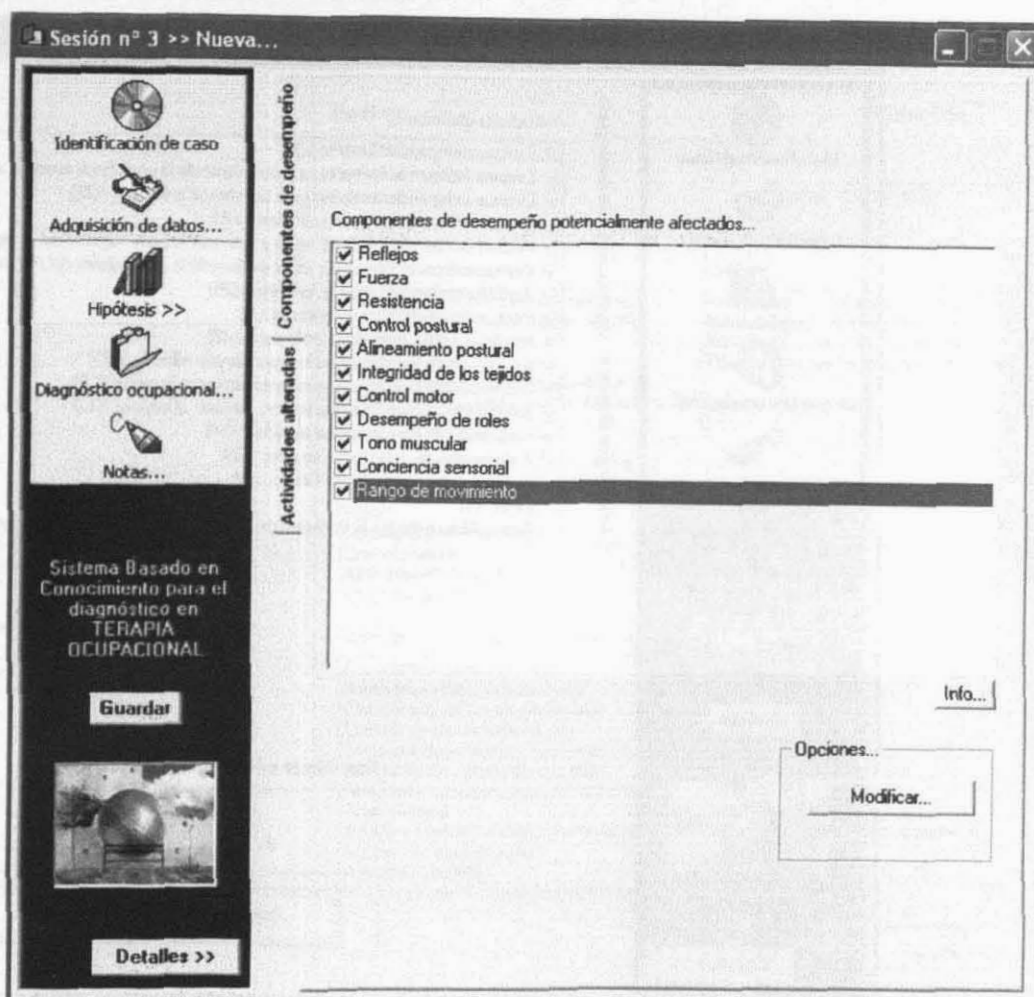 Sesión nº 3 >> Nueva...
Identificación de caso
Adquisición de datos...
Hipótesis >>
Diagnóstico ocupacional...
Notas...
Sistema Basado en
Conocimiento para el
diagnóstico en
TERAPIA
OCUPACIONAL
Guardar
Detalles >>
Componentes de desempeño
Actividades alteradas
Componentes de desempeño potencialmente afectados...
Reflejos
Fuerza
Resistencia
Control postural
Alineamiento postural
Integridad de los tejidos
Control motor
Desempeño de roles
Tono muscular
Conciencia sensorial
Rango de movimiento
Info...
Opciones...
Modificar...